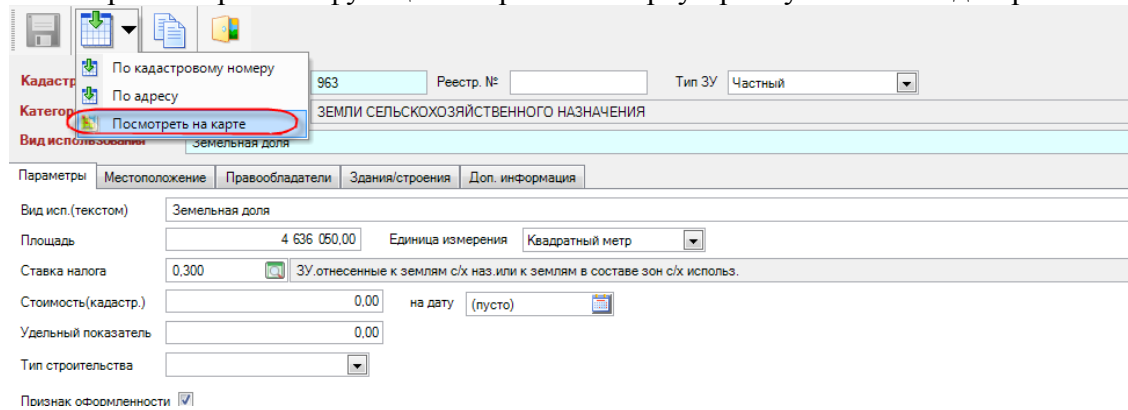 По кадастровому номеру
По адресу
Посмотреть на карте
963 Реестр. № Тип ЗУ Частный
ЗЕМЛИ СЕЛЬСКОХОЗЯЙСТВЕННОГО НАЗНАЧЕНИЯ
Вид использования Земельная доля
Параметры Местоположение Правообладатели Здания/строения Доп. информация
Вид исп.(текстом) Земельная доля
Площадь 4 636 050,00 Единица измерения Квадратный метр
Ставка налога 0,300 ЗУ.отнесенные к землям с/х наз.или к землям в составе зон с/х использ.
Стоимость(кадастр.) 0,00 на дату (пусто)
Удельный показатель 0,00
Тип строительства
Признак оформленности